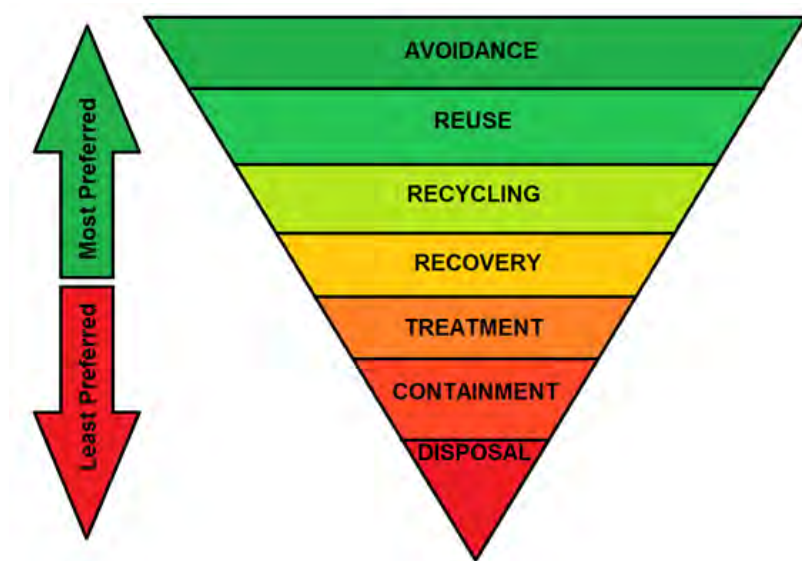 Most Preferred
Least Preferred
AVOIDANCE
REUSE
RECYCLING
RECOVERY
TREATMENT
CONTAINMENT
DISPOSAL